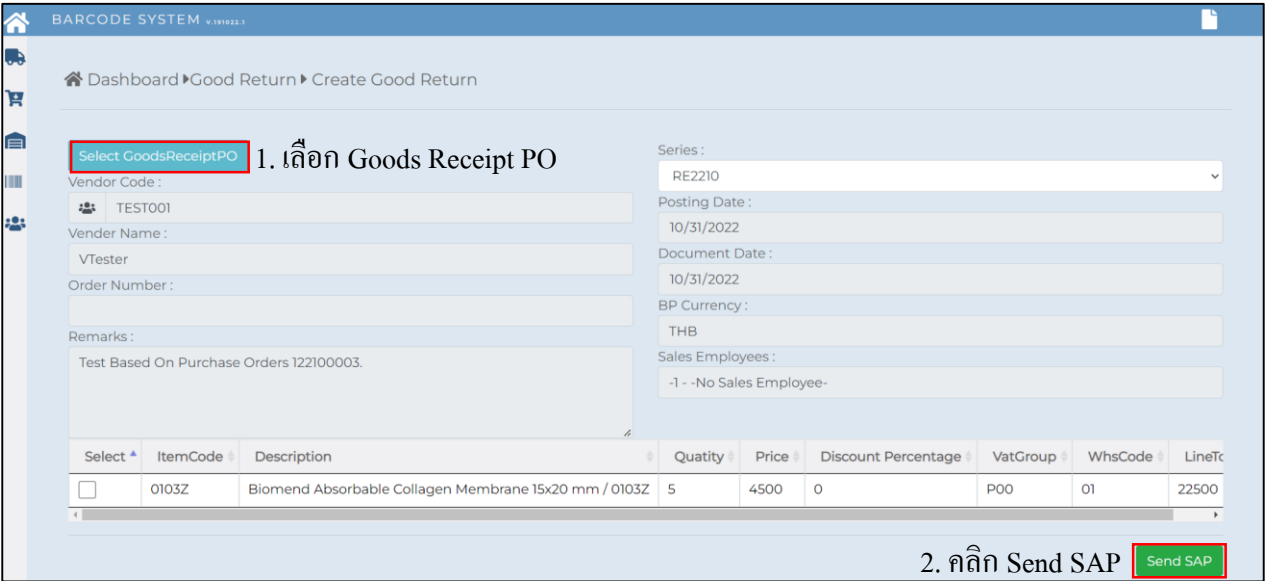 BARCODE SYSTEM V.191022.1
Dashboard Good Return Create Good Return
Select GoodsReceiptPO
1. เลือก Goods Receipt PO
Vendor Code :
TEST001
Vender Name :
VTester
Order Number :
Remarks :
Test Based On Purchase Orders 122100003.
Series :
RE2210
Posting Date :
10/31/2022
Document Date :
10/31/2022
BP Currency :
THB
Sales Employees :
-1 - -No Sales Employee-
Select ItemCode Description Quatity Price Discount Percentage VatGroup WhsCode LineTo
0103Z Biomend Absorbable Collagen Membrane 15x20 mm / 0103Z 5 4500 0 P00 01 22500
2. คลิก Send SAP
Send SAP